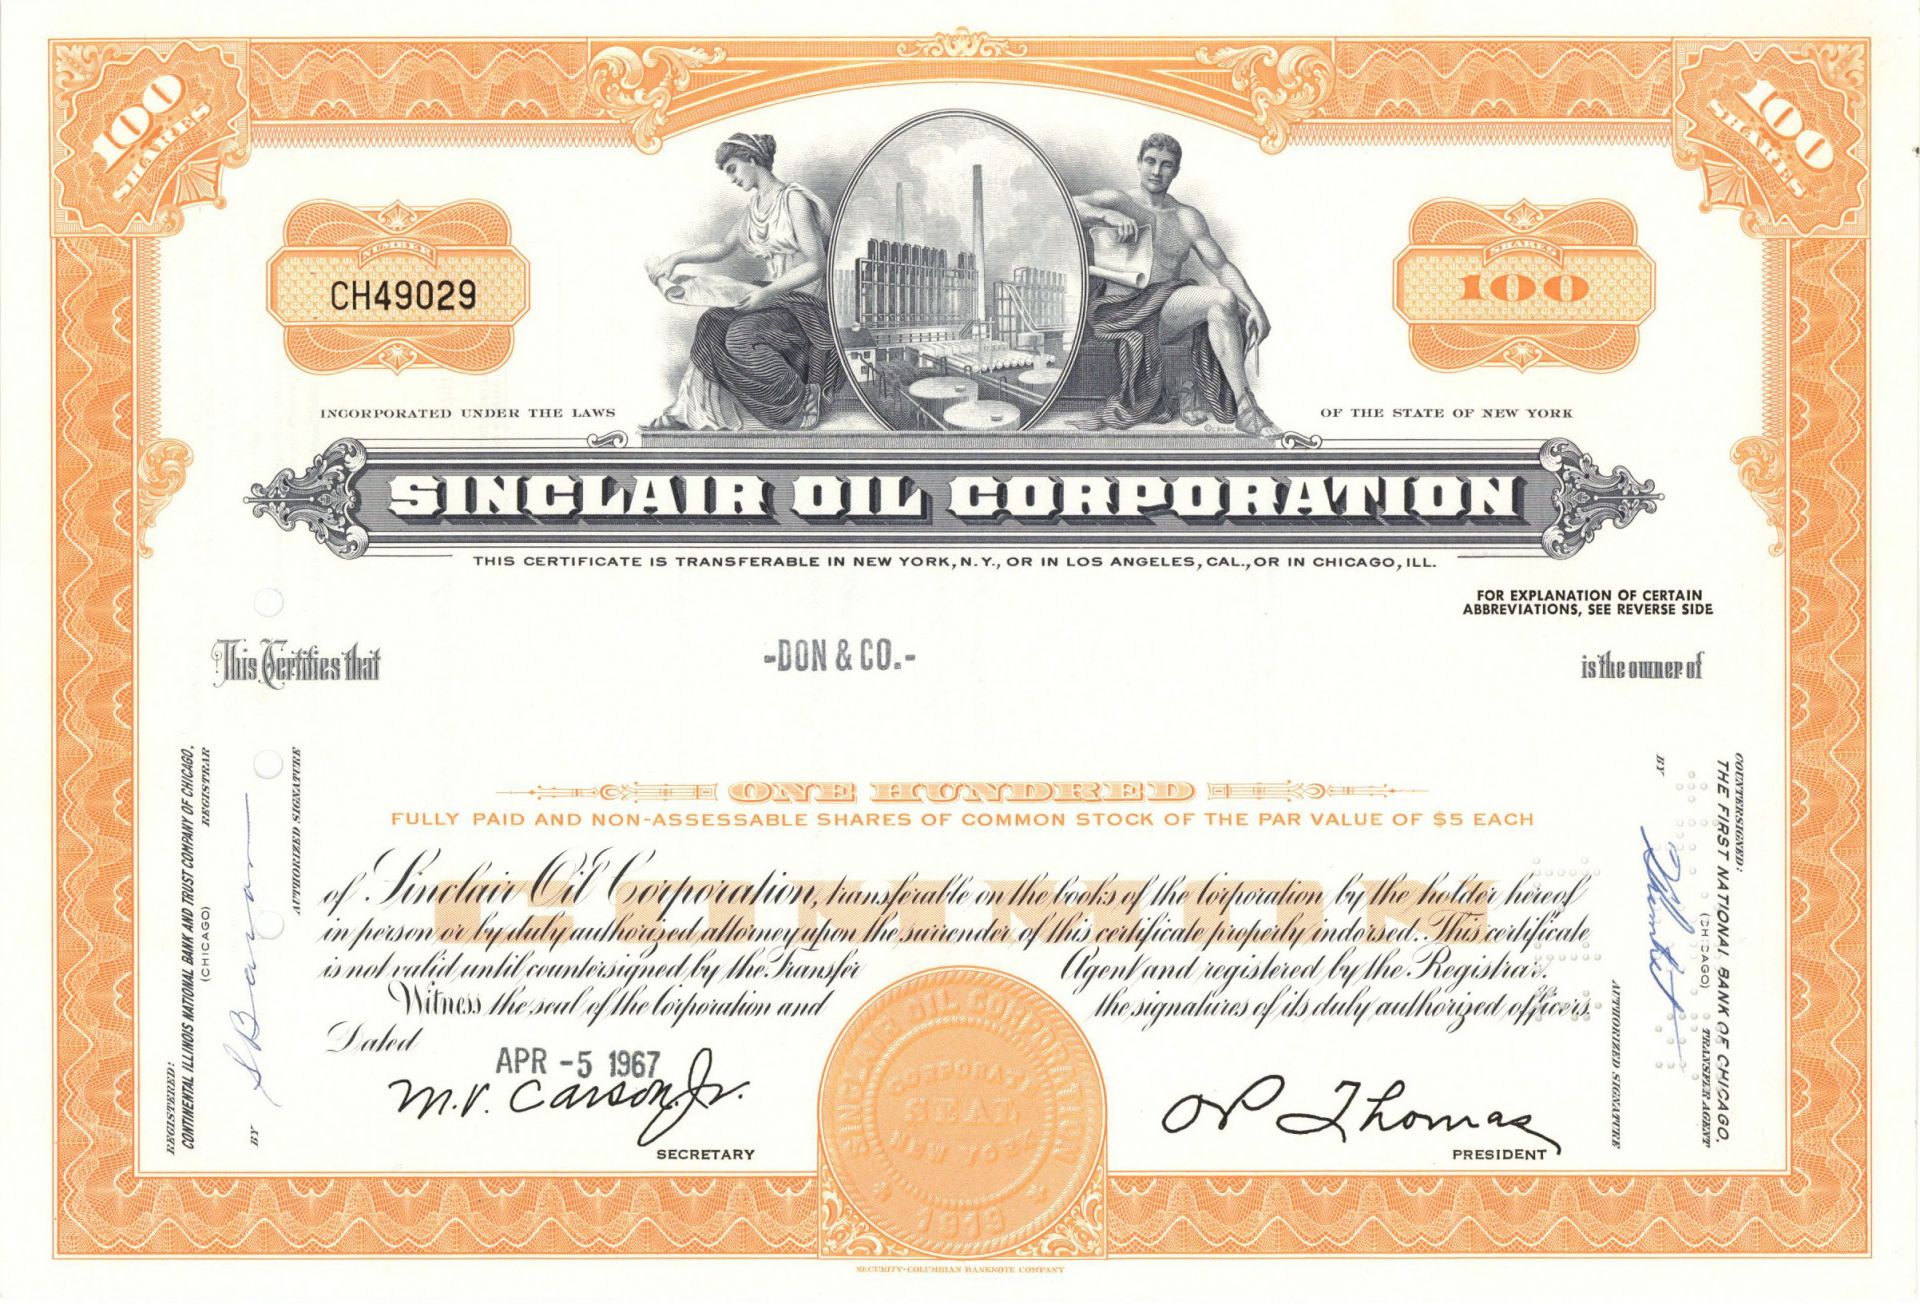 100 SHARES
100 SHARES
NUMBER
CH49029
SHARES
100
INCORPORATED UNDER THE LAWS
OF THE STATE OF NEW YORK
SINCLAIR OIL CORPORATION
THIS CERTIFICATE IS TRANSFERABLE IN NEW YORK, N.Y., OR IN LOS ANGELES, CAL., OR IN CHICAGO, ILL.
FOR EXPLANATION OF CERTAIN
ABBREVIATIONS, SEE REVERSE SIDE
This Certifies that
-DON & CO.-
is the owner of
ONE HUNDRED
FULLY PAID AND NON-ASSESSABLE SHARES OF COMMON STOCK OF THE PAR VALUE OF $5 EACH
COMMON
of Sinclair Oil Corporation, transferable on the books of the Corporation by the holder hereof
in person or by duly authorized attorney upon the surrender of this certificate properly indorsed. This certificate
is not valid until countersigned by the Transfer Agent and registered by the Registrar.
Witness the seal of the Corporation and the signatures of its duly authorized officers.
Dated
APR -5 1967
M.V. Carson, Jr.
SECRETARY
OP Thomas
PRESIDENT
SINCLAIR OIL CORPORATION
CORPORATE
SEAL
NEW YORK
1919
REGISTERED:
CONTINENTAL ILLINOIS NATIONAL BANK AND TRUST COMPANY OF CHICAGO,
(CHICAGO) REGISTRAR
BY
S Baron
AUTHORIZED SIGNATURE
COUNTERSIGNED:
THE FIRST NATIONAL BANK OF CHICAGO,
(CHICAGO) TRANSFER AGENT
BY
AUTHORIZED SIGNATURE
SECURITY-COLUMBIAN BANKNOTE COMPANY